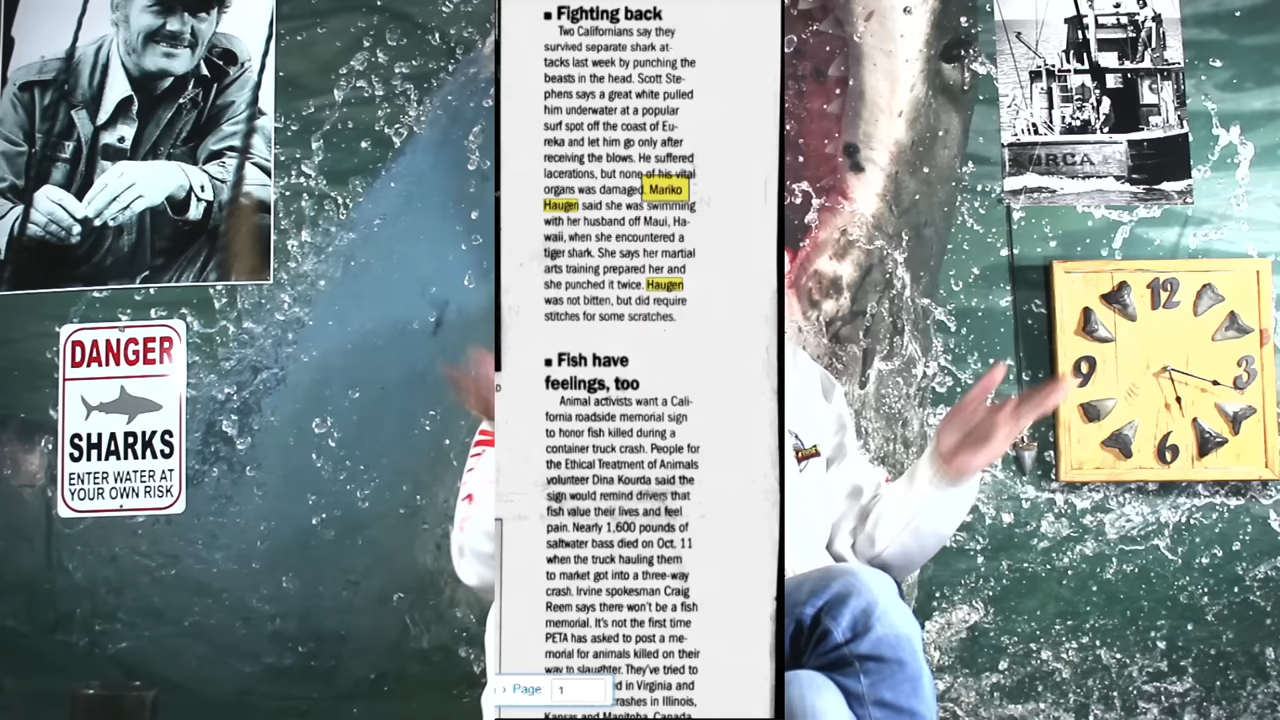 DANGER
SHARKS
ENTER WATER AT
YOUR OWN RISK
■ Fighting back
Two Californians say they
survived separate shark at-
tacks last week by punching the
beasts in the head. Scott Ste-
phens says a great white pulled
him underwater at a popular
surf spot off the coast of Eu-
reka and let him go only after
receiving the blows. He suffered
lacerations, but none of his vital
organs was damaged. Mariko
Haugen said she was swimming
with her husband off Maui, Ha-
waii, when she encountered a
tiger shark. She says her martial
arts training prepared her and
she punched it twice. Haugen
was not bitten, but did require
stitches for some scratches.
■ Fish have
feelings, too
Animal activists want a Cali-
fornia roadside memorial sign
to honor fish killed during a
container truck crash. People for
the Ethical Treatment of Animals
volunteer Dina Kourda said the
sign would remind drivers that
fish value their lives and feel
pain. Nearly 1,600 pounds of
saltwater bass died on Oct. 11
when the truck hauling them
to market got into a three-way
crash. Irvine spokesman Craig
Reem says there won't be a fish
memorial. It's not the first time
PETA has asked to post a me-
morial for animals killed on their
way to slaughter. They've tried to
d in Virginia and
rashes in Illinois,
Kansas and Manitoba, Canada
› Page 1
ORCA
12
9
3
6